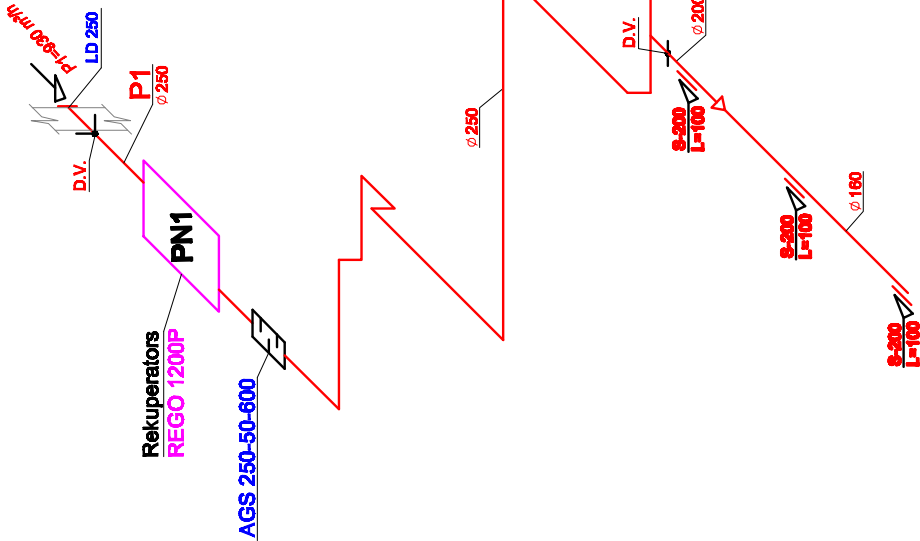 P1=930 m³/h
LD 250
P1
Ø 250
D.V.
PN1
Rekuperators
REGO 1200P
AGS 250-50-600
Ø 250
D.V.
Ø 200
S-200
L=100
S-200
L=100
Ø 160
S-200
L=100